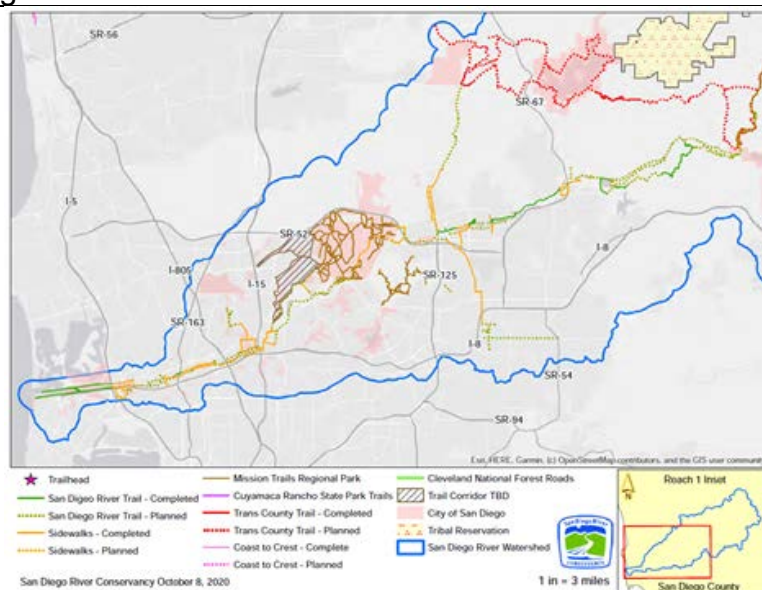 SR-56
SR-67
I-5
SR-52
I-8
I-805
I-15
SR-125
SR-163
I-8
SR-54
SR-94
Esri, HERE, Garmin, (c) OpenStreetMap contributors, and the GIS user communit
Trailhead
San Digeo River Trail - Completed
San Diego River Trail - Planned
Sidewalks - Completed
Sidewalks - Planned
Mission Trails Regional Park
Cuyamaca Rancho State Park Trails
Trans County Trail - Completed
Trans County Trail - Planned
Coast to Crest - Complete
Coast to Crest - Planned
Cleveland National Forest Roads
Trail Corridor TBD
City of San Diego
Tribal Reservation
San Diego River Watershed
San Diego River
CONSERVANCY
1 in = 3 miles
N
Reach 1 Inset
San Diego County
San Diego River Conservancy October 8, 2020